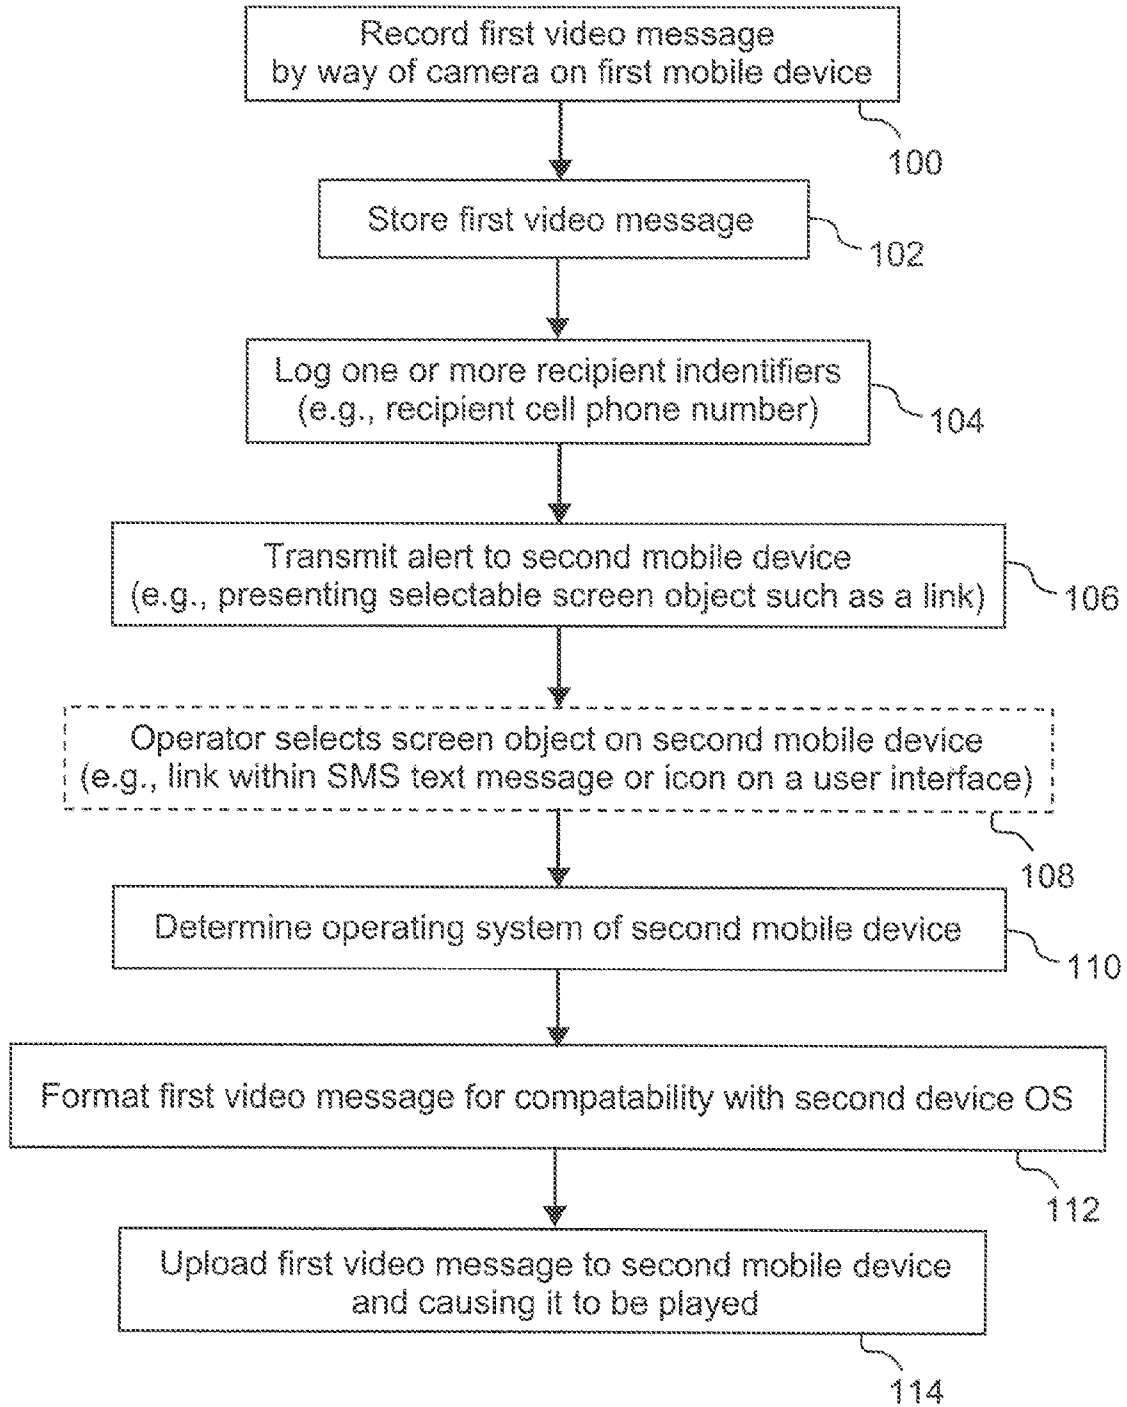 Record first video message
by way of camera on first mobile device
100
Store first video message
102
Log one or more recipient indentifiers
(e.g., recipient cell phone number)
104
Transmit alert to second mobile device
(e.g., presenting selectable screen object such as a link)
106
Operator selects screen object on second mobile device
(e.g., link within SMS text message or icon on a user interface)
108
Determine operating system of second mobile device
110
Format first video message for compatability with second device OS
112
Upload first video message to second mobile device
and causing it to be played
114